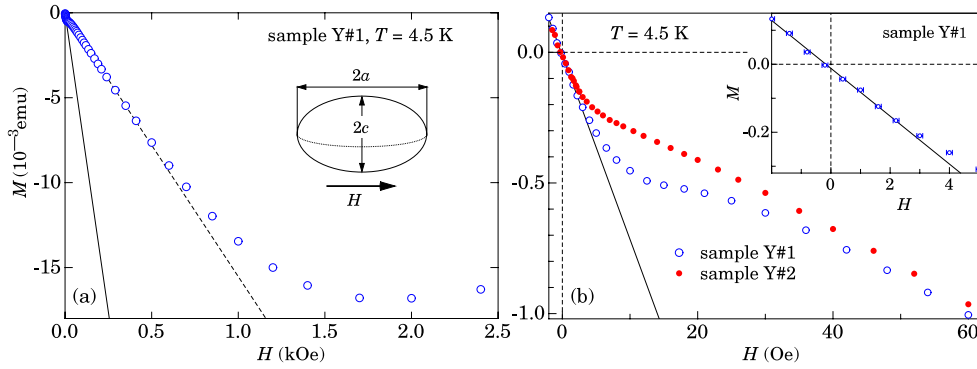 sample Y#1, T = 4.5 K
2a
2c
H
0
-5
-10
-15
M (10⁻³emu)
(a)
0.0 0.5 1.0 1.5 2.0 2.5
H (kOe)
T = 4.5 K
0.0
-0.5
-1.0
sample Y#1
sample Y#2
(b)
0 20 40 60
H (Oe)
sample Y#1
0.0
-0.2
M
0 2 4
H